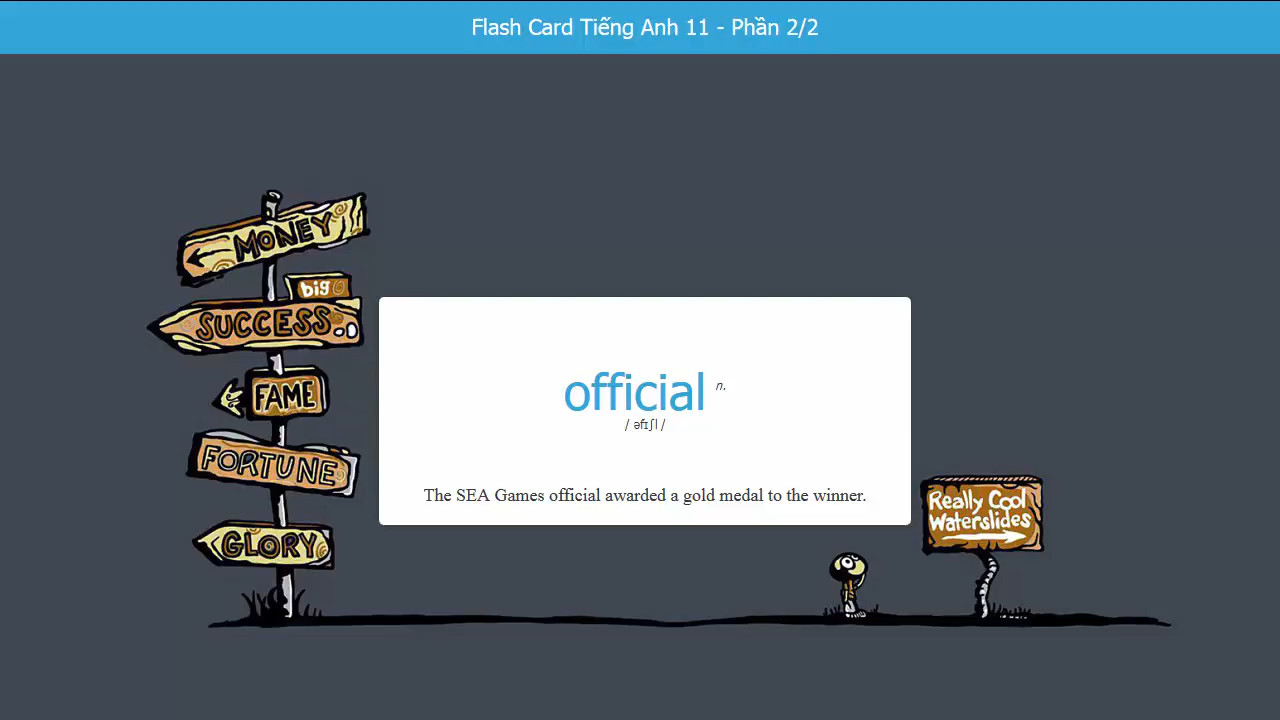 Flash Card Tiếng Anh 11 - Phần 2/2
MONEY
big
SUCCESS..
FAME
FORTUNE
GLORY
official n.
/ əfɪʃl /
The SEA Games official awarded a gold medal to the winner.
Really Cool
Waterslides